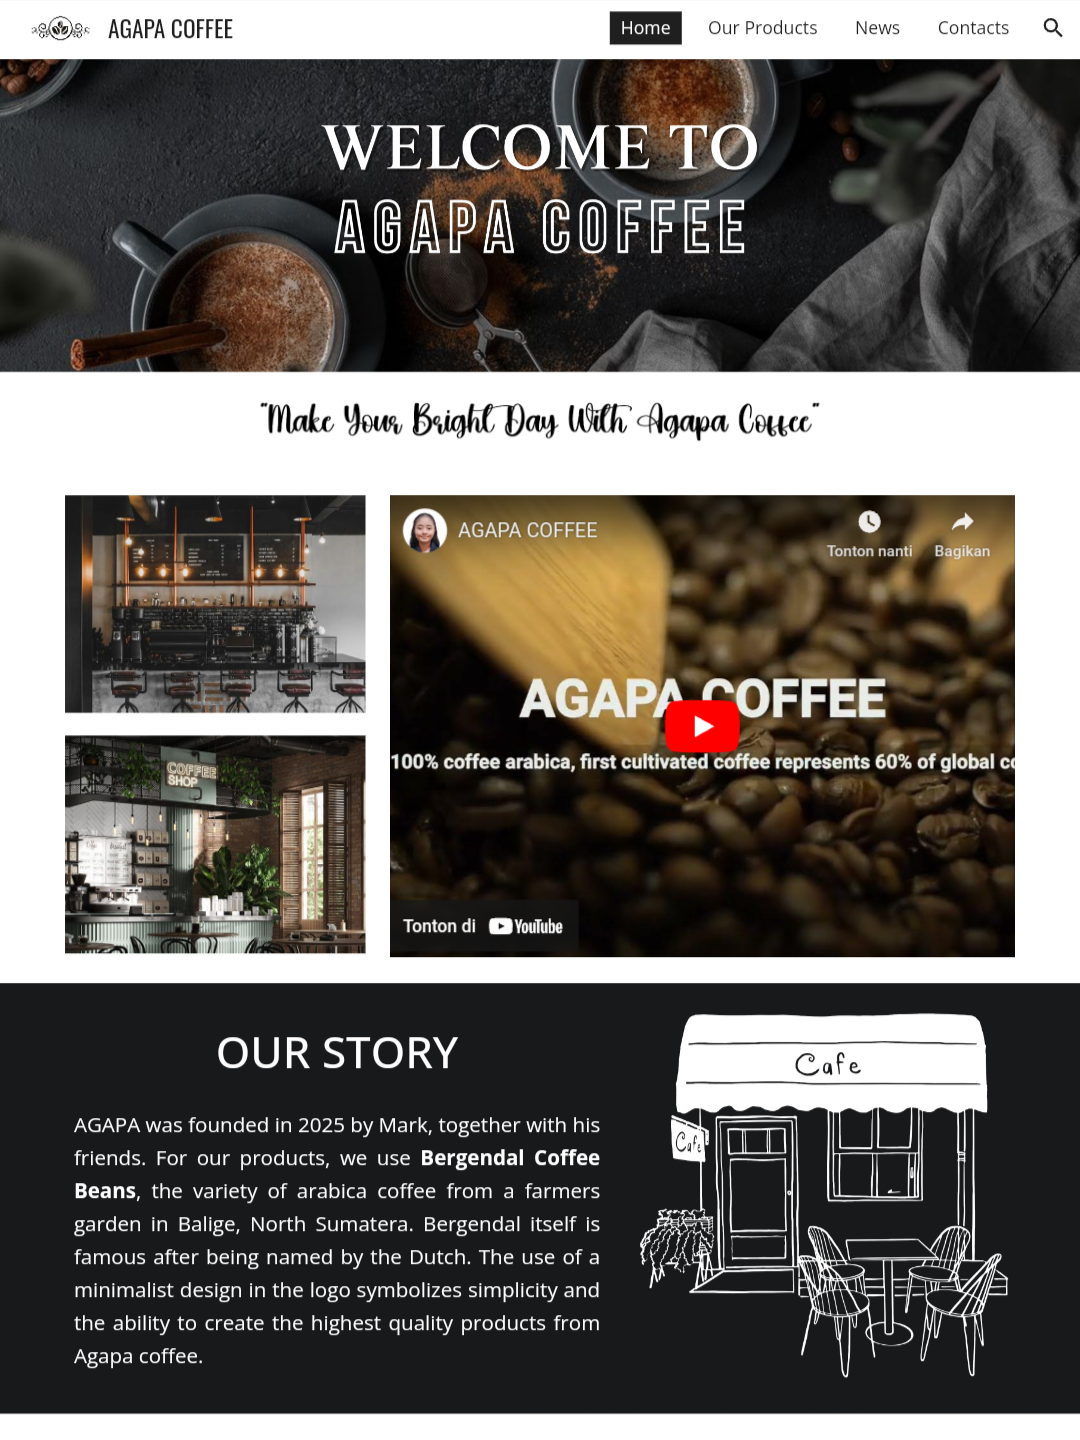 AGAPA COFFEE
Home
Our Products
News
Contacts
WELCOME TO
AGAPA COFFEE
"Make Your Bright Day With Agapa Coffee"
COFFEE
SHOP
AGAPA COFFEE
Tonton nanti
Bagikan
AGAPA COFFEE
100% coffee arabica, first cultivated coffee represents 60% of global co
Tonton di YouTube
OUR STORY
AGAPA was founded in 2025 by Mark, together with his
friends. For our products, we use Bergendal Coffee
Beans, the variety of arabica coffee from a farmers
garden in Balige, North Sumatera. Bergendal itself is
famous after being named by the Dutch. The use of a
minimalist design in the logo symbolizes simplicity and
the ability to create the highest quality products from
Agapa coffee.
Cafe
Cafe